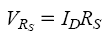 V_{R_S} = I_D R_S